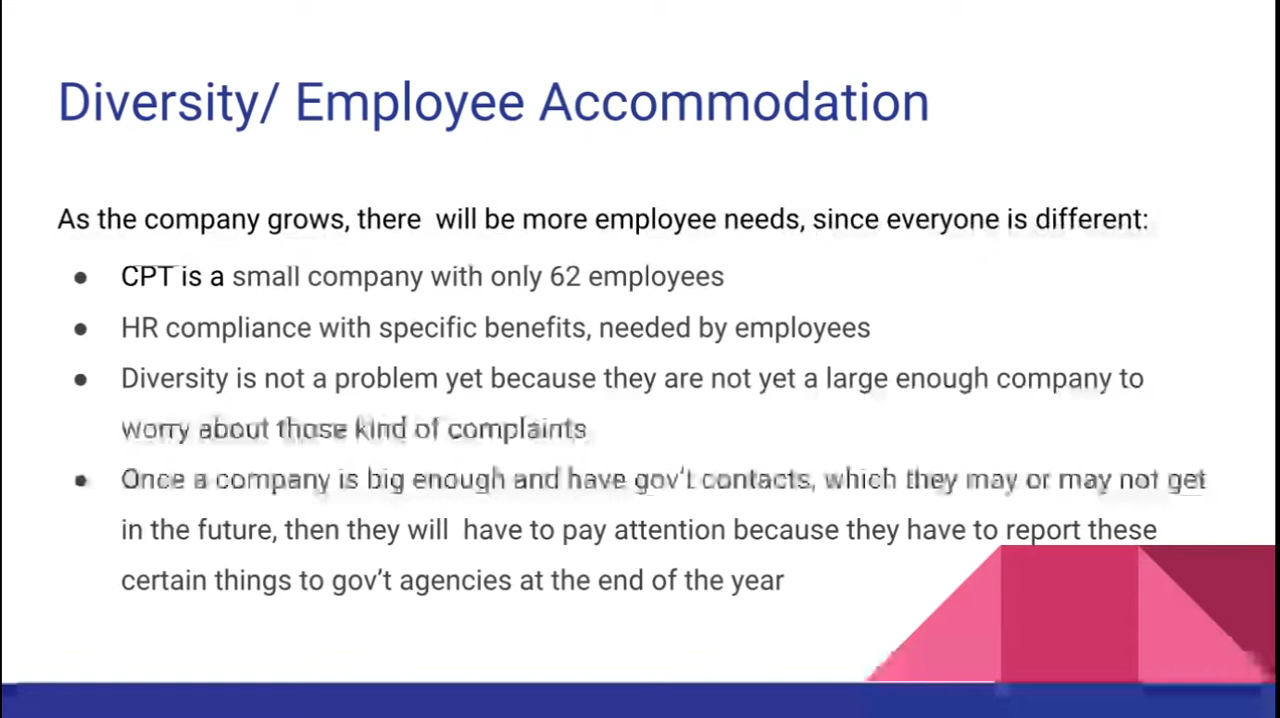 Diversity/ Employee Accommodation
As the company grows, there  will be more employee needs, since everyone is different:
● CPT is a small company with only 62 employees
● HR compliance with specific benefits, needed by employees
● Diversity is not a problem yet because they are not yet a large enough company to
worry about those kind of complaints
● Once a company is big enough and have gov't contacts, which they may or may not get
in the future, then they will  have to pay attention because they have to report these
certain things to gov't agencies at the end of the year